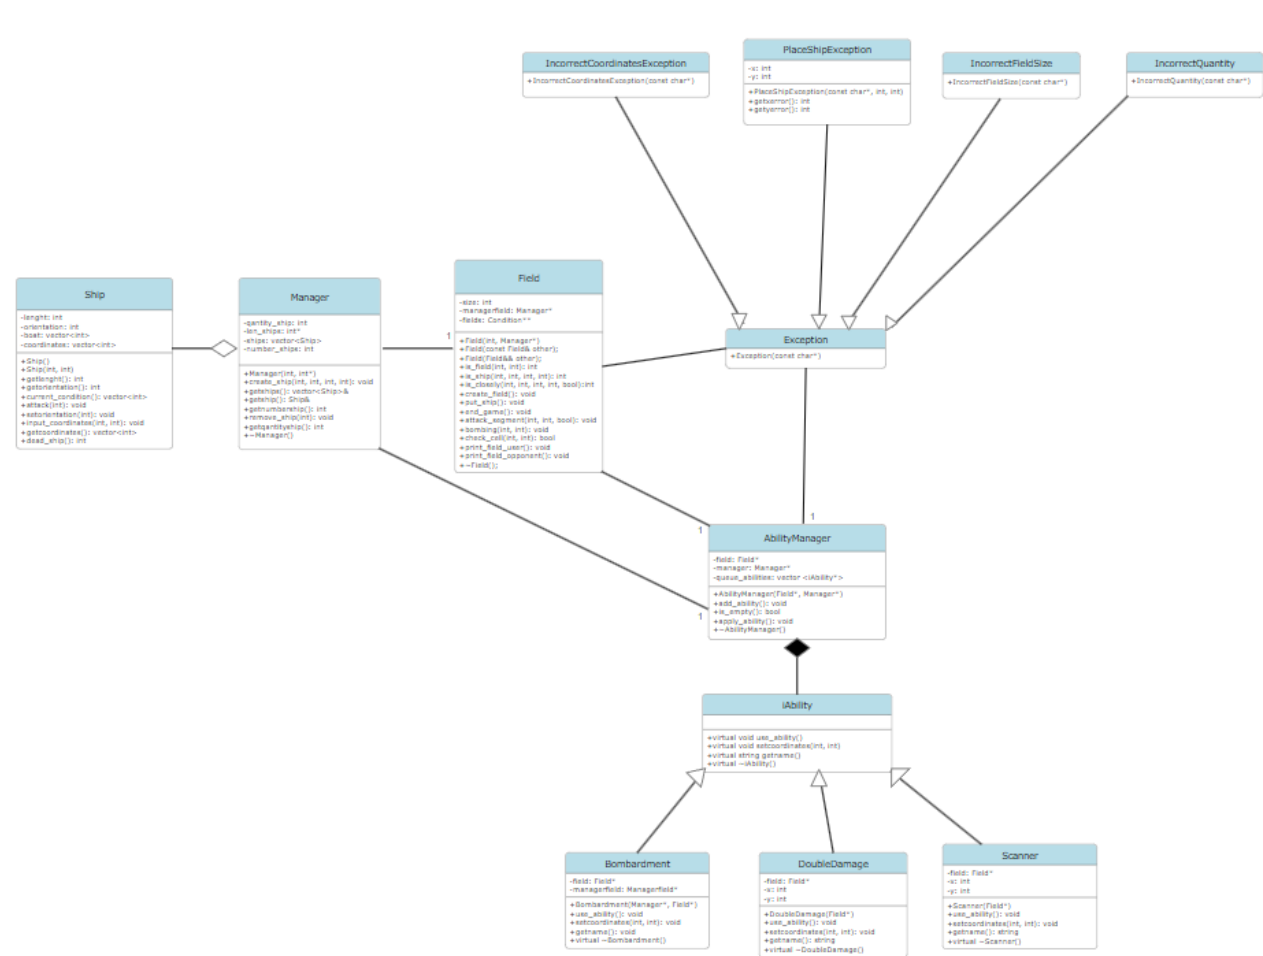 IncorrectCoordinatesException
+IncorrectCoordinatesException(const char*)
PlaceShipException
-x: int
-y: int
+PlaceShipException(const char*, int, int)
+getxerror(): int
+getyerror(): int
IncorrectFieldSize
+IncorrectFieldSize(const char*)
IncorrectQuantity
+IncorrectQuantity(const char*)
Ship
-lenght: int
-orientation: int
-boat: vector<int>
-coordinates: vector<int>
+Ship()
+Ship(int, int)
+getlenght(): int
+getorientation(): int
+current_condition(): vector<int>
+attack(int): void
+setorientation(int): void
+input_coordinates(int, int): void
+getcoordinates(): vector<int>
+dead_ship(): int
Manager
-qantity_ship: int
-len_ships: int*
-ships: vector<Ship>
-number_ships: int
+Manager(int, int*)
+create_ship(int, int, int, int): void
+getships(): vector<Ship>&
+getship(): Ship&
+getnumbership(): int
+remove_ship(int): void
+getqantityship(): int
+~Manager()
1
Field
-size: int
-managerfield: Manager*
-fields: Condition**
+Field(int, Manager*)
+Field(const Field& other);
+Field(Field&& other);
+is_field(int, int): int
+is_ship(int, int, int, int): int
+is_closely(int, int, int, int, bool):int
+create_field(): void
+put_ship(): void
+end_game(): void
+attack_segment(int, int, bool): void
+bombing(int, int): void
+check_cell(int, int): bool
+print_field_user(): void
+print_field_opponent(): void
+~Field();
Exception
+Exception(const char*)
1
1
1
AbilityManager
-field: Field*
-manager: Manager*
-queue_abilities: vector <iAbility*>
+AbilityManager(Field*, Manager*)
+add_ability(): void
+is_empty(): bool
+apply_ability(): void
+~AbilityManager()
iAbility
+virtual void use_ability()
+virtual void setcoordinates(int, int)
+virtual string getname()
+virtual ~iAbility()
Bombardment
-field: Field*
-managerfield: Managerfield*
+Bombardment(Manager*, Field*)
+use_ability(): void
+setcoordinates(int, int): void
+getname(): void
+virtual ~Bombardment()
DoubleDamage
-field: Field*
-x: int
-y: int
+DoubleDamage(Field*)
+use_ability(): void
+setcoordinates(int, int): void
+getname(): string
+virtual ~DoubleDamage()
Scanner
-field: Field*
-x: int
-y: int
+Scanner(Field*)
+use_ability(): void
+setcoordinates(int, int): void
+getname(): string
+virtual ~Scanner()